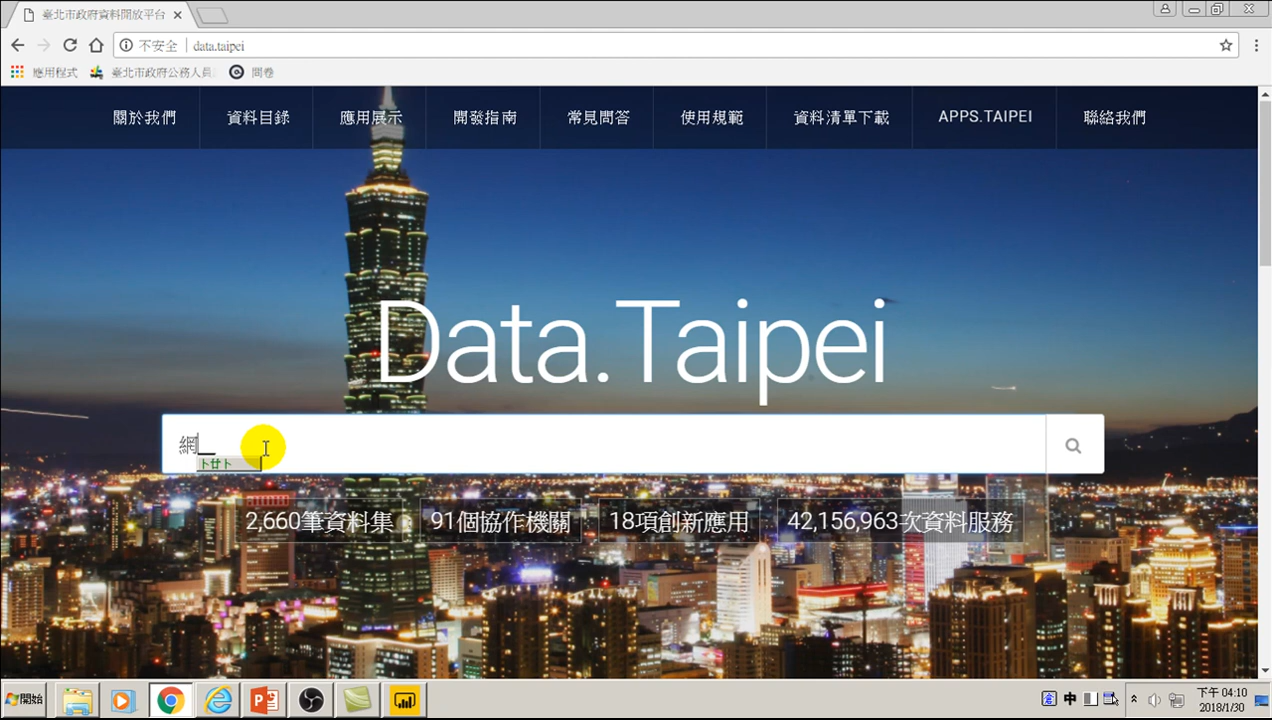 臺北市政府資料開放平台
不安全 data.taipei
應用程式 臺北市政府公務人員 問卷
關於我們 資料目錄 應用展示 開發指南 常見問答 使用規範 資料清單下載 APPS.TAIPEI 聯絡我們
Data.Taipei
網
卜廿卜
2,660筆資料集 91個協作機關 18項創新應用 42,156,963次資料服務
開始 中 下午 04:10
2018/1/30